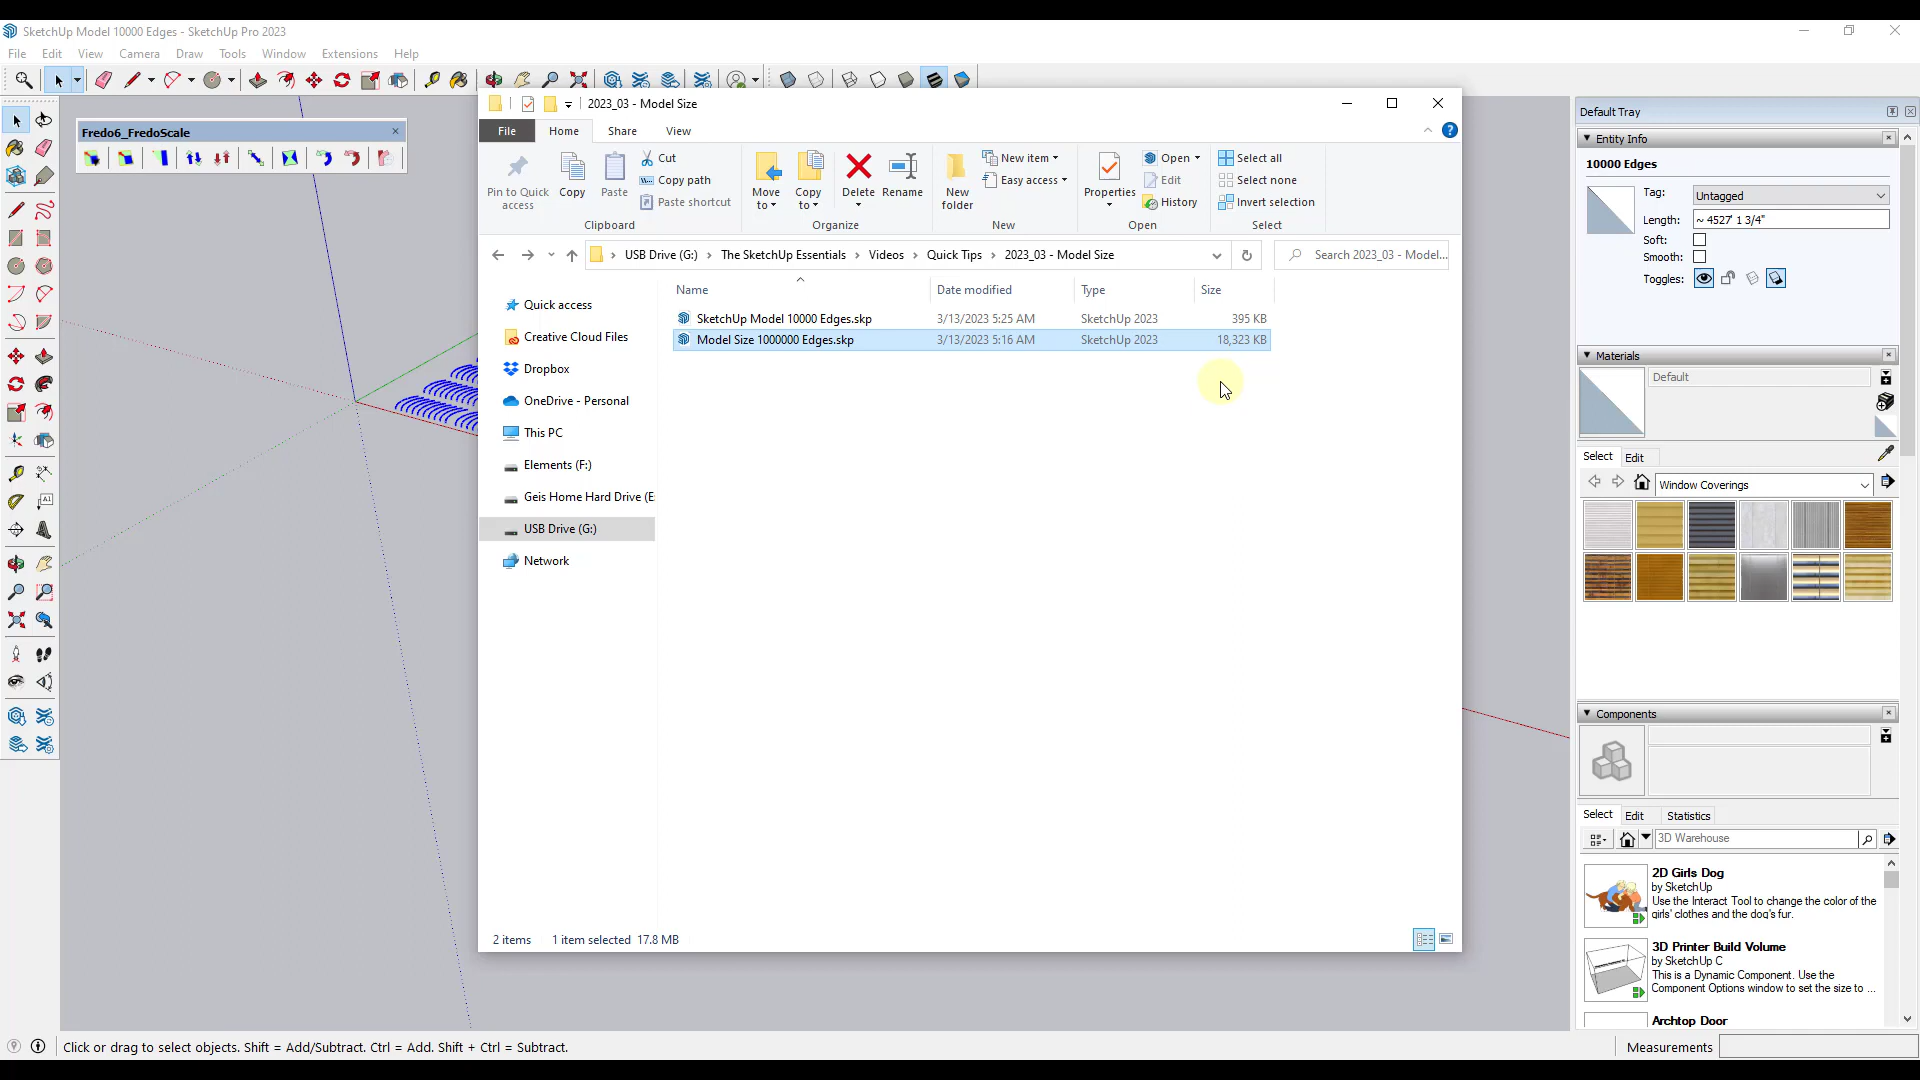 SketchUp Model 10000 Edges - SketchUp Pro 2023
File Edit View Camera Draw Tools Window Extensions Help
Fredo6_FredoScale
2023_03 - Model Size
File Home Share View
Pin to Quick access
Copy
Paste
Cut
Copy path
Paste shortcut
Clipboard
Move to
Copy to
Delete
Rename
Organize
New folder
New item
Easy access
New
Properties
Open
Edit
History
Open
Select all
Select none
Invert selection
Select
USB Drive (G:) The SketchUp Essentials Videos Quick Tips 2023_03 - Model Size
Search 2023_03 - Model...
Name Date modified Type Size
SketchUp Model 10000 Edges.skp 3/13/2023 5:25 AM SketchUp 2023 395 KB
Model Size 1000000 Edges.skp 3/13/2023 5:16 AM SketchUp 2023 18,323 KB
Quick access
Creative Cloud Files
Dropbox
OneDrive - Personal
This PC
Elements (F:)
Geis Home Hard Drive (E
USB Drive (G:)
Network
2 items 1 item selected 17.8 MB
Default Tray
Entity Info
10000 Edges
Tag: Untagged
Length: ~ 4527' 1 3/4"
Soft:
Smooth:
Toggles:
Materials
Default
Select Edit
Window Coverings
Components
Select Edit Statistics
3D Warehouse
2D Girls Dog
by SketchUp
Use the Interact Tool to change the color of the
girls' clothes and the dog's fur.
3D Printer Build Volume
by SketchUp C
This is a Dynamic Component. Use the
Component Options window to set the size to ...
Archtop Door
Click or drag to select objects. Shift = Add/Subtract. Ctrl = Add. Shift + Ctrl = Subtract.
Measurements